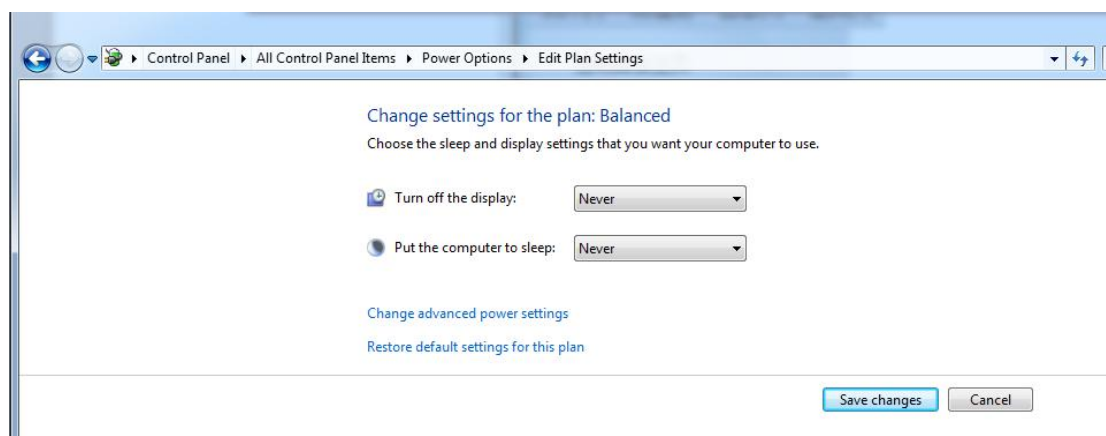 Control Panel ▸ All Control Panel Items ▸ Power Options ▸ Edit Plan Settings
Change settings for the plan: Balanced
Choose the sleep and display settings that you want your computer to use.
Turn off the display: Never
Put the computer to sleep: Never
Change advanced power settings
Restore default settings for this plan
Save changes Cancel